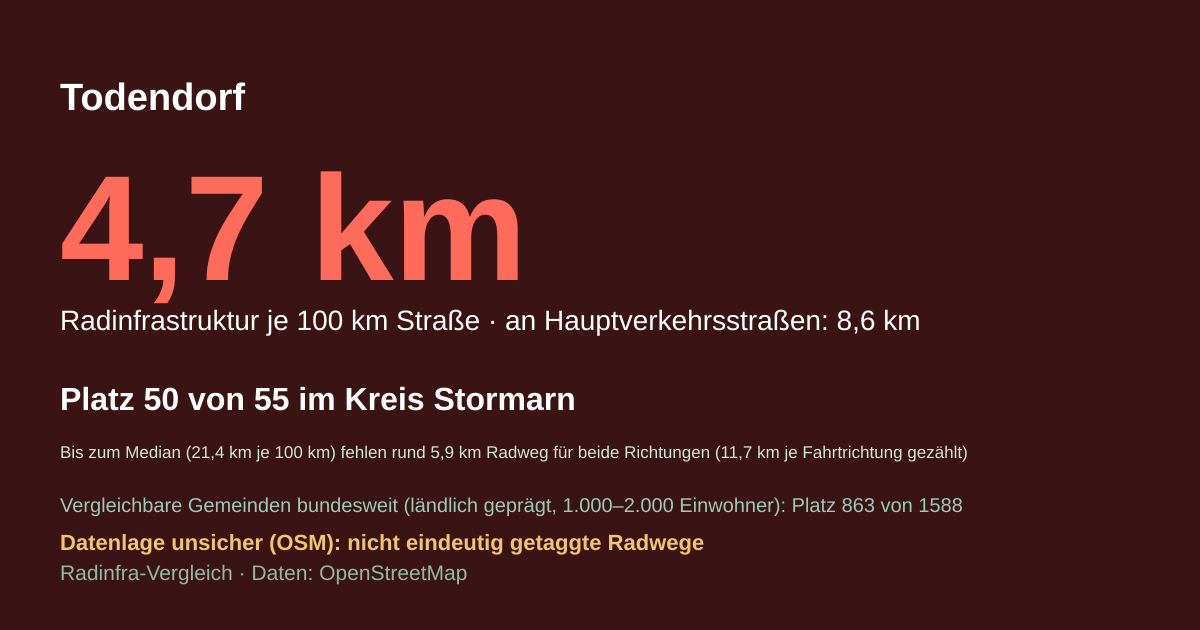 Todendorf
4,7 km
Radinfrastruktur je 100 km Straße · an Hauptverkehrsstraßen: 8,6 km
Platz 50 von 55 im Kreis Stormarn
Bis zum Median (21,4 km je 100 km) fehlen rund 5,9 km Radweg für beide Richtungen (11,7 km je Fahrtrichtung gezählt)
Vergleichbare Gemeinden bundesweit (ländlich geprägt, 1.000–2.000 Einwohner): Platz 863 von 1588
Datenlage unsicher (OSM): nicht eindeutig getaggte Radwege
Radinfra-Vergleich · Daten: OpenStreetMap